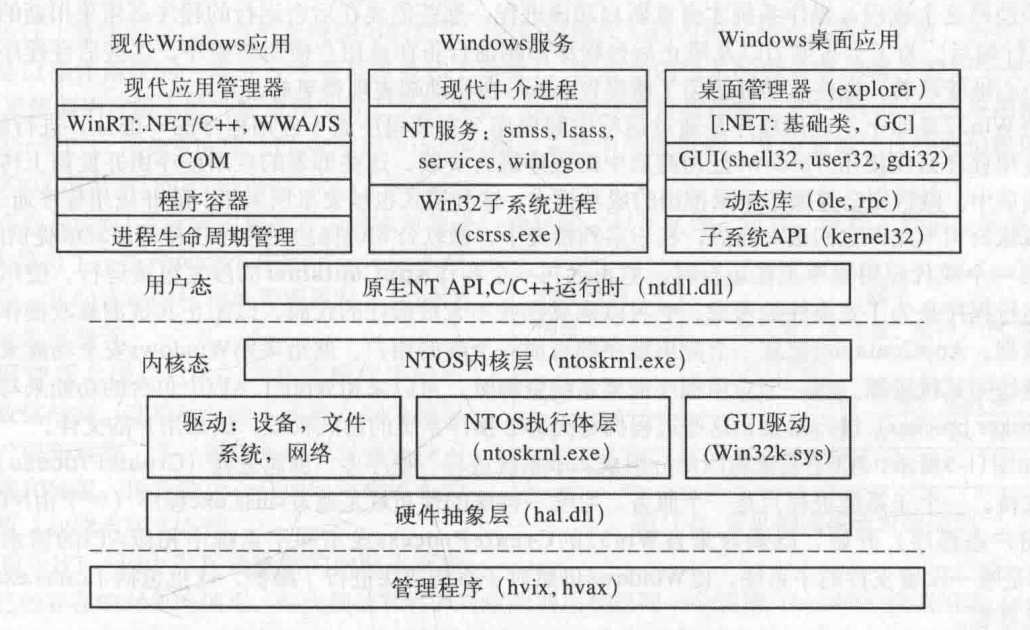 现代Windows应用
Windows服务
Windows桌面应用
现代应用管理器
WinRT:NET/C++,WWA/JS
COM
程序容器
进程生命周期管理
现代中介进程
NT服务：smss, lsass,
services, winlogon
Win32子系统进程
(csrss.exe)
桌面管理器（explorer）
[.NET:基础类，GC]
GUI(shell32, user32, gdi32)
动态库（ole, rpc）
子系统API（kernel32）
用户态
原生NT API,C/C++运行时（ntdll.dll）
内核态
NTOS内核层（ntoskrnl.exe）
驱动：设备，文件
系统，网络
NTOS执行体层
(ntoskrnl.exe)
GUI驱动
(Win32k.sys)
硬件抽象层（hal.dll）
管理程序（hvix, hvax）